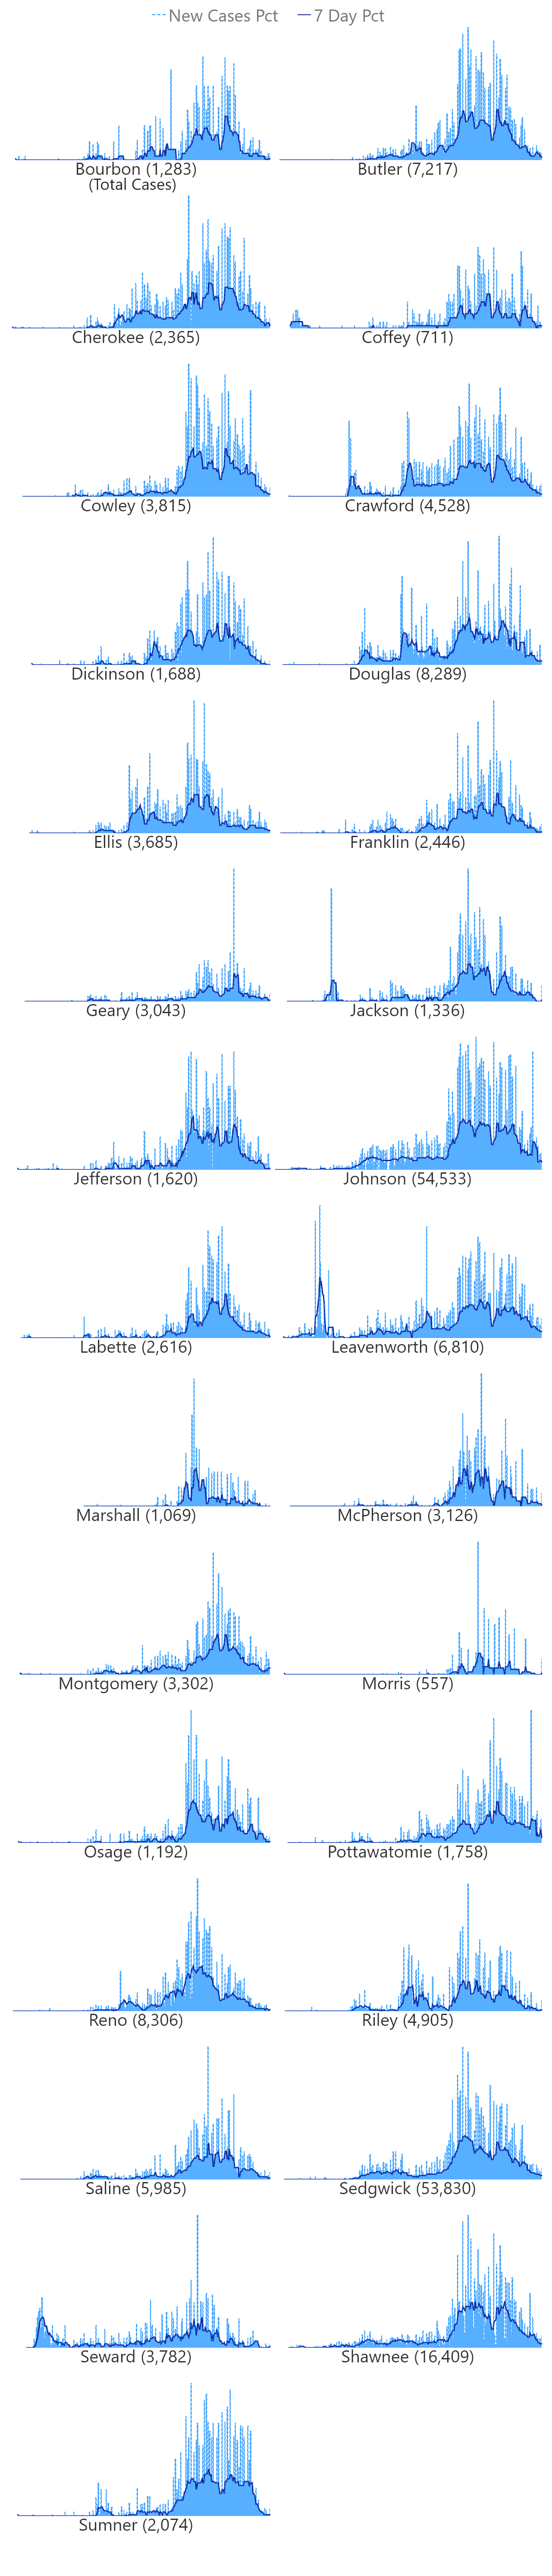 New Cases Pct 7 Day Pct
Bourbon (1,283) Butler (7,217)
(Total Cases)
Cherokee (2,365) Coffey (711)
Cowley (3,815) Crawford (4,528)
Dickinson (1,688) Douglas (8,289)
Ellis (3,685) Franklin (2,446)
Geary (3,043) Jackson (1,336)
Jefferson (1,620) Johnson (54,533)
Labette (2,616) Leavenworth (6,810)
Marshall (1,069) McPherson (3,126)
Montgomery (3,302) Morris (557)
Osage (1,192) Pottawatomie (1,758)
Reno (8,306) Riley (4,905)
Saline (5,985) Sedgwick (53,830)
Seward (3,782) Shawnee (16,409)
Sumner (2,074)